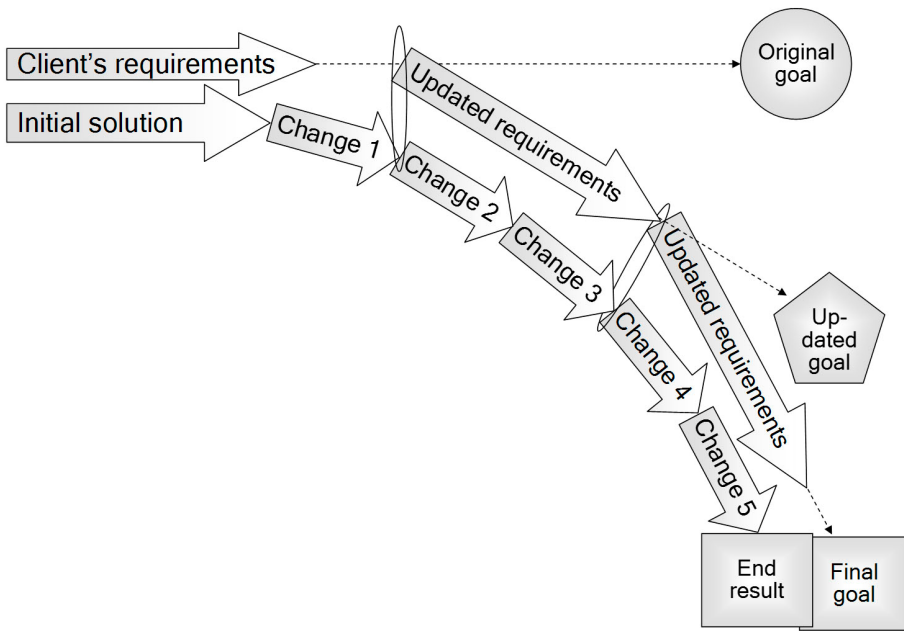 Client's requirements
Original
goal
Initial solution
Updated requirements
Change 1
Change 2
Change 3
Updated requirements
Up-
dated
goal
Change 4
Change 5
End
result
Final
goal